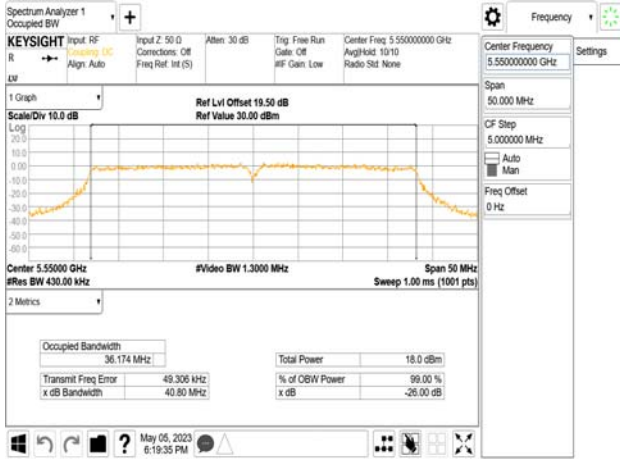 Spectrum Analyzer 1
Occupied BW
Frequency
KEYSIGHT
R
Input: RF
Coupling: DC
Align: Auto
Input Z: 50 Ω
Corrections: Off
Freq Ref: Int (S)
Atten: 30 dB
Trig: Free Run
Gate: Off
#IF Gain: Low
Center Freq: 5.550000000 GHz
Avg|Hold: 10/10
Radio Std: None
Center Frequency
5.550000000 GHz
Settings
Span
50.000 MHz
CF Step
5.000000 MHz
Auto
Man
Freq Offset
0 Hz
1 Graph
Scale/Div 10.0 dB
Ref Lvl Offset 19.50 dB
Ref Value 30.00 dBm
Log
20.0
10.0
0.00
-10.0
-20.0
-30.0
-40.0
-50.0
-60.0
Center 5.55000 GHz
#Res BW 430.00 kHz
#Video BW 1.3000 MHz
Span 50 MHz
Sweep 1.00 ms (1001 pts)
2 Metrics
Occupied Bandwidth
36.174 MHz
Total Power 18.0 dBm
Transmit Freq Error 49.306 kHz
% of OBW Power 99.00 %
x dB Bandwidth 40.80 MHz
x dB -26.00 dB
?
May 05, 2023
6:19:35 PM